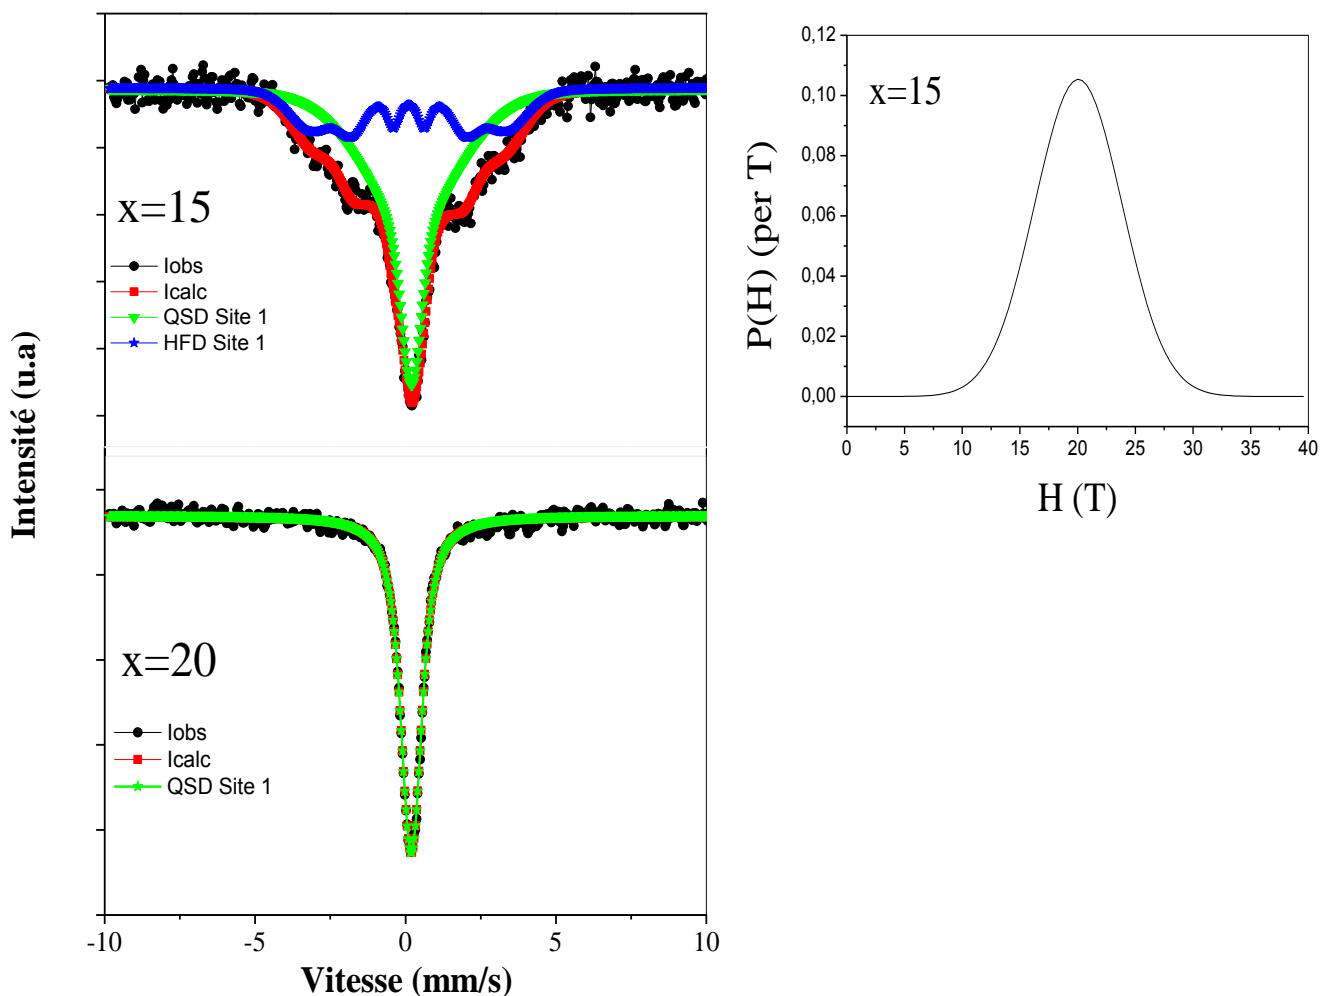 x=15
Iobs
Icalc
QSD Site 1
HFD Site 1
Intensité (u.a)
x=20
Iobs
Icalc
QSD Site 1
-10
-5
0
5
10
Vitesse (mm/s)
0,12
0,10
0,08
0,06
0,04
0,02
0,00
x=15
P(H) (per T)
0
5
10
15
20
25
30
35
40
H (T)